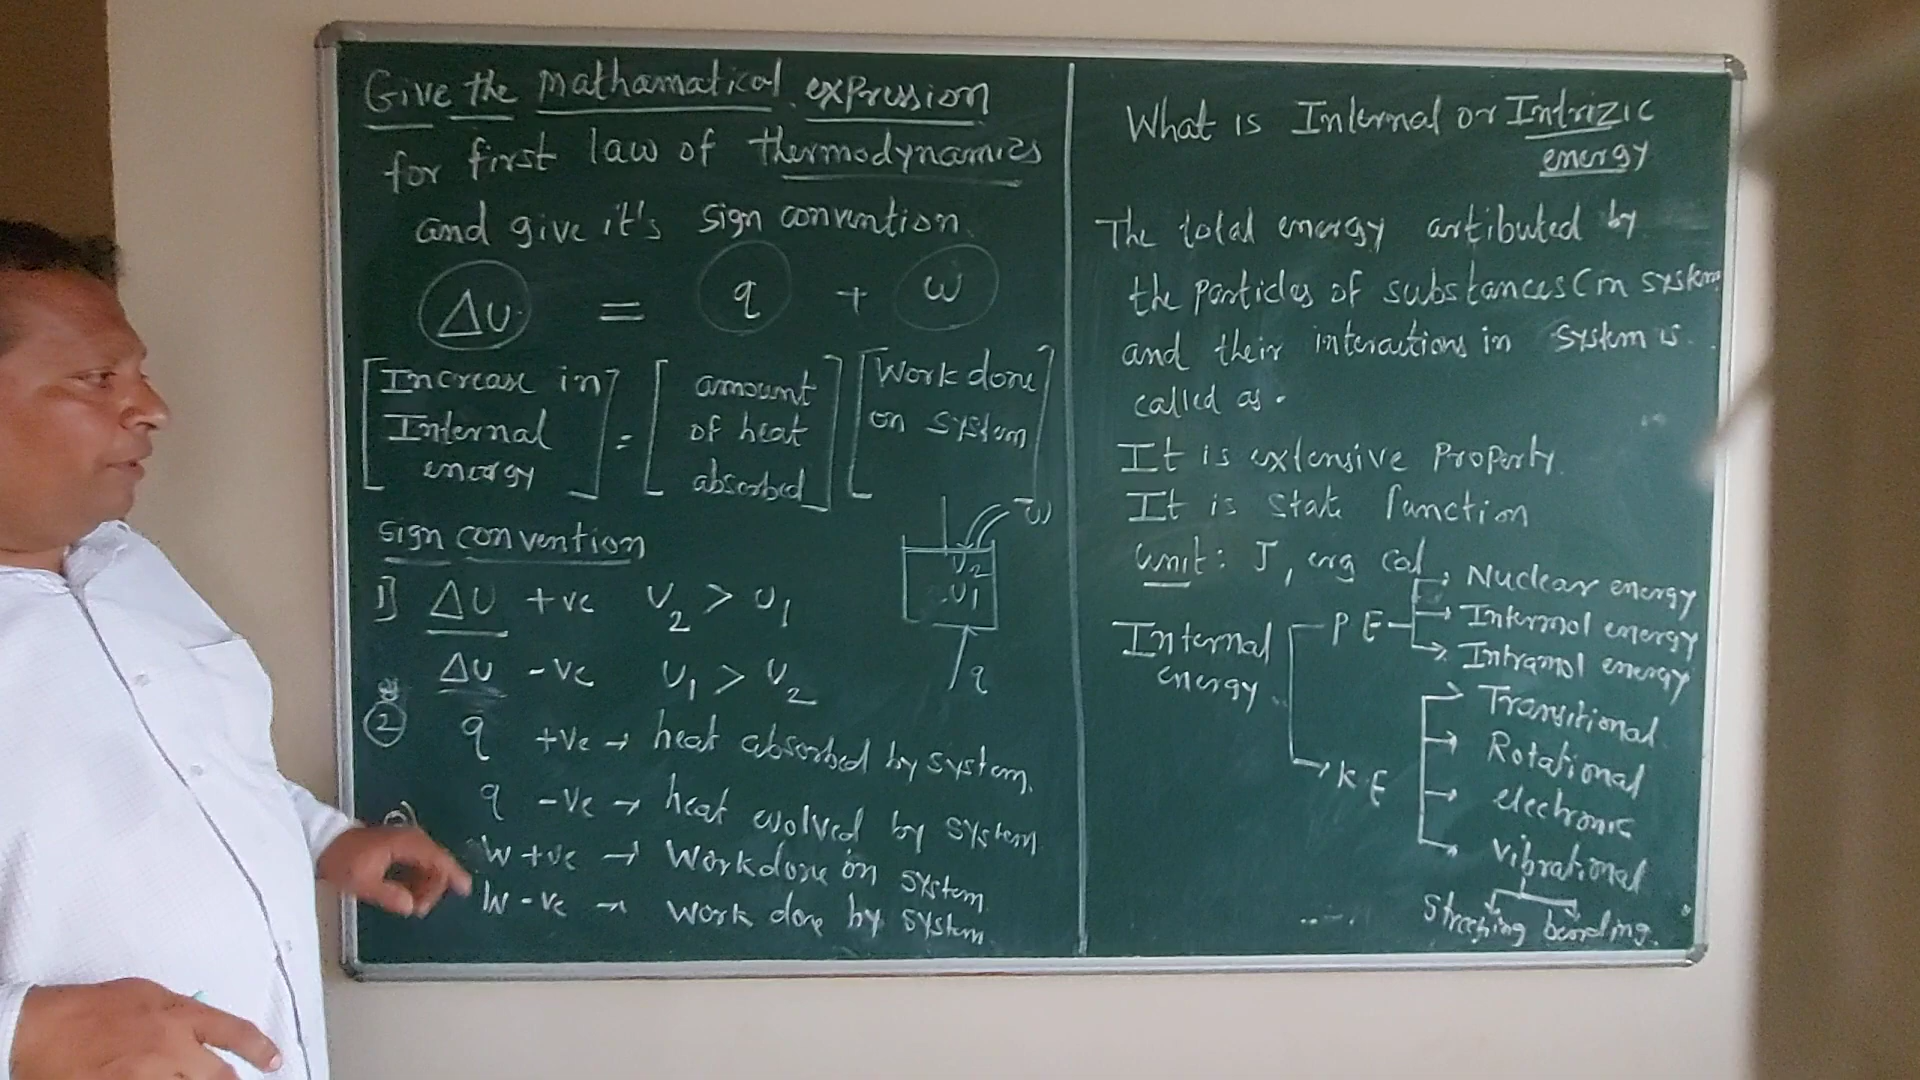 Give the mathamatical expression
for first law of thermodynamics
and give it's sign convention.
ΔU = q + w
[Increase in Internal energy] = [amount of heat absorbed] [Work done on system]
sign convention
1] ΔU +ve U2 > U1
ΔU -ve U1 > U2
2 q +ve → heat absorbed by system.
q -ve → heat evolved by system
W +ve → Work done on system
W -ve → work done by system
w
U2
U1
q
What is Internal or Intrizic
energy
The total energy artibuted by
the particles of substances (in system
and their interactions in system is
called as.
It is extensive Property.
It is state function
unit: J, erg cal
Internal
energy
P E
Nuclear energy
Intermol energy
Intramol energy
K.E
Transitional
Rotational
electronic
vibrational
bending.